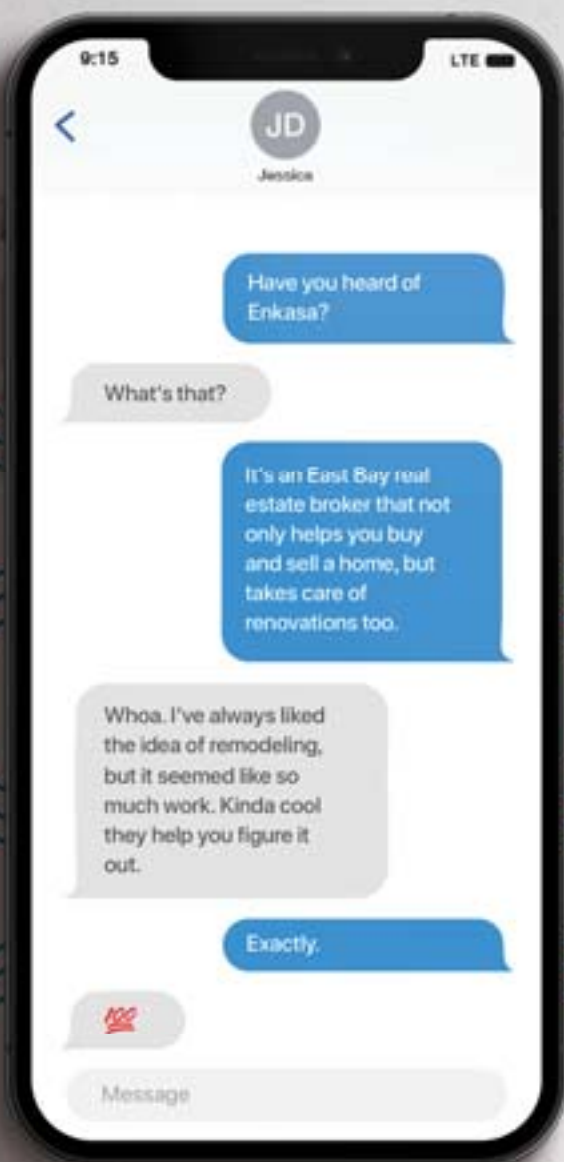 9:15
LTE
JD
Jessica
Have you heard of
Enkasa?
What's that?
It's an East Bay real
estate broker that not
only helps you buy
and sell a home, but
takes care of
renovations too.
Whoa. I've always liked
the idea of remodeling,
but it seemed like so
much work. Kinda cool
they help you figure it
out.
Exactly.
💯
Message